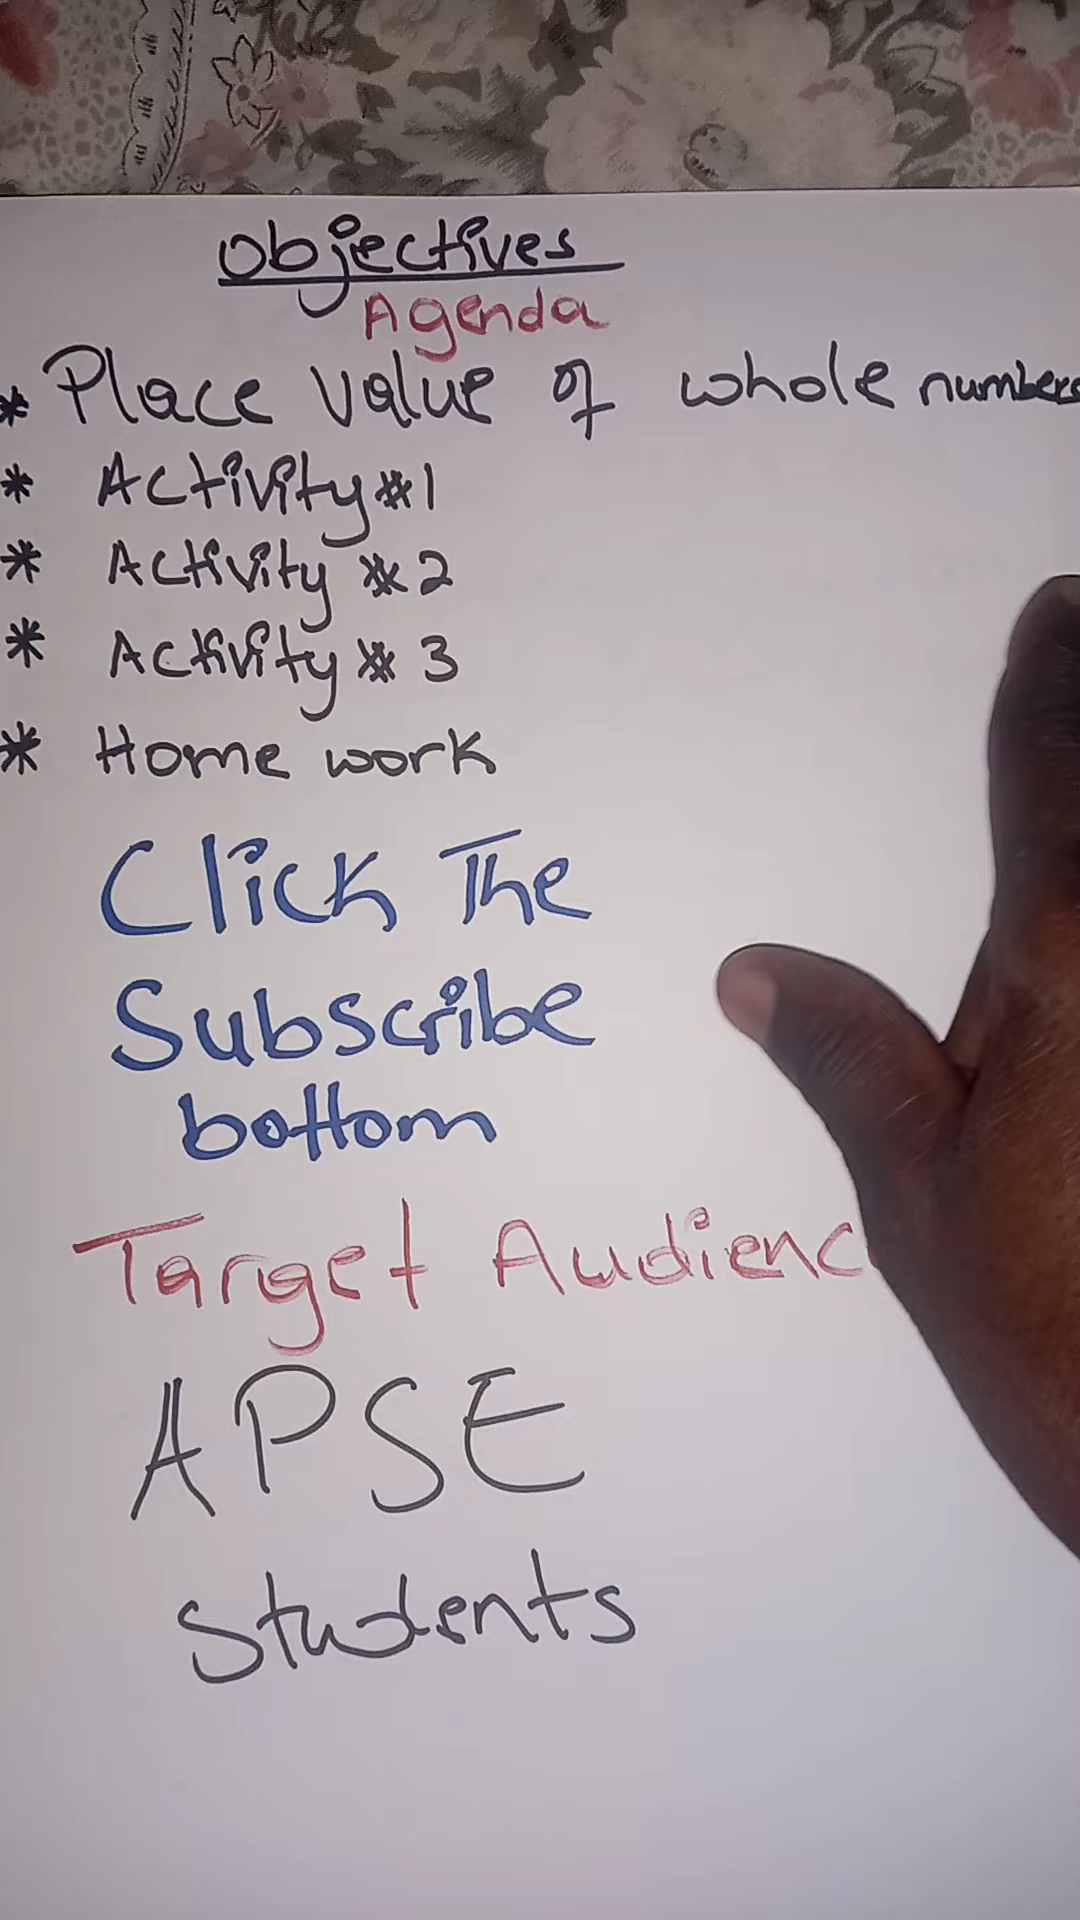 Objectives
Agenda
* Place value of whole numbers
* Activity #1
* Activity # 2
* Activity # 3
* Home work
Click The
Subscribe
bottom
Target Audienc
APSE
Students